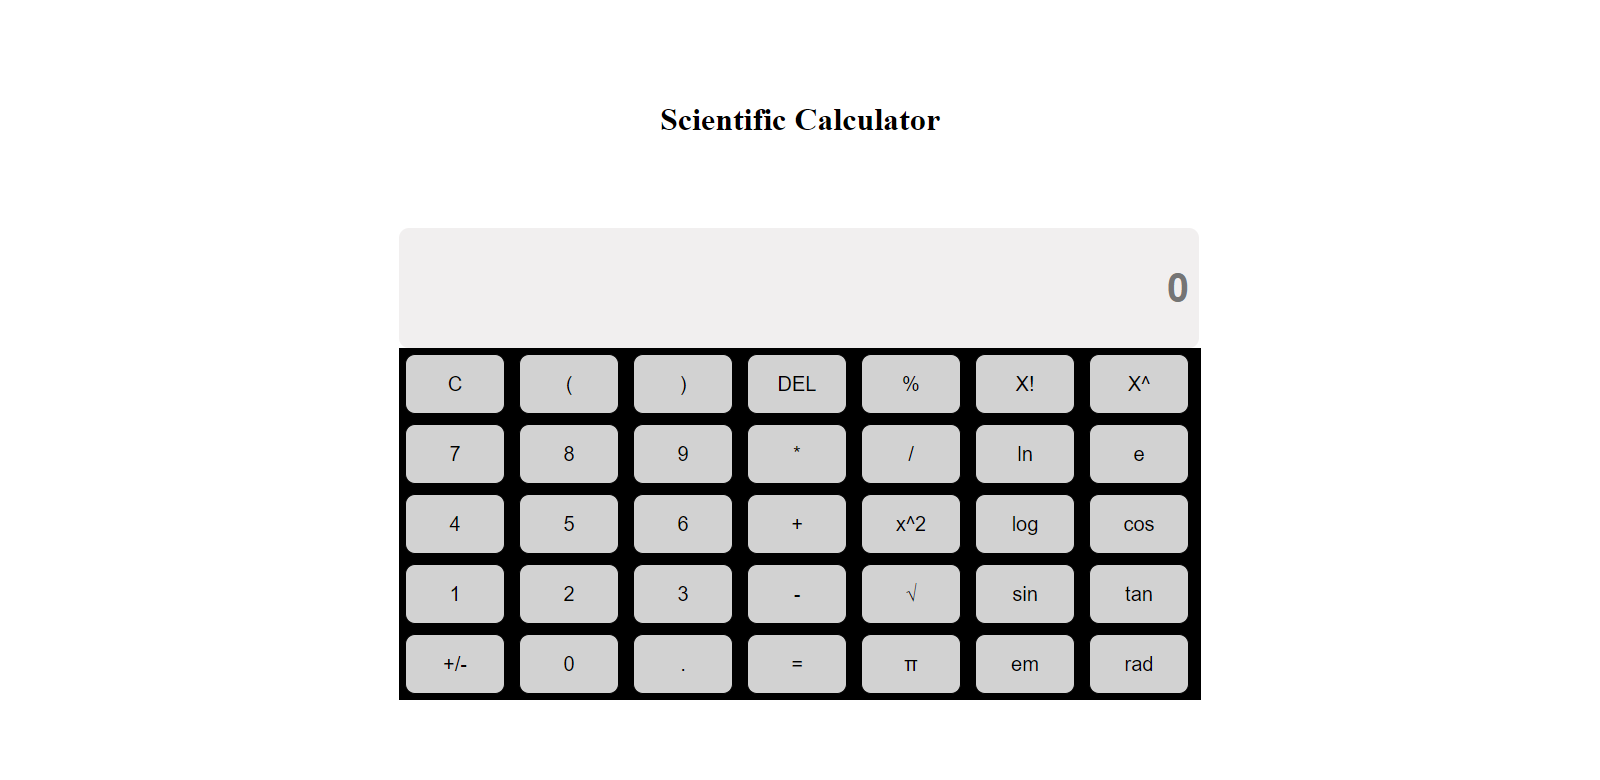 Scientific Calculator
0
C ( ) DEL % X! X^
7 8 9 * / ln e
4 5 6 + x^2 log cos
1 2 3 - √ sin tan
+/- 0 . = π em rad